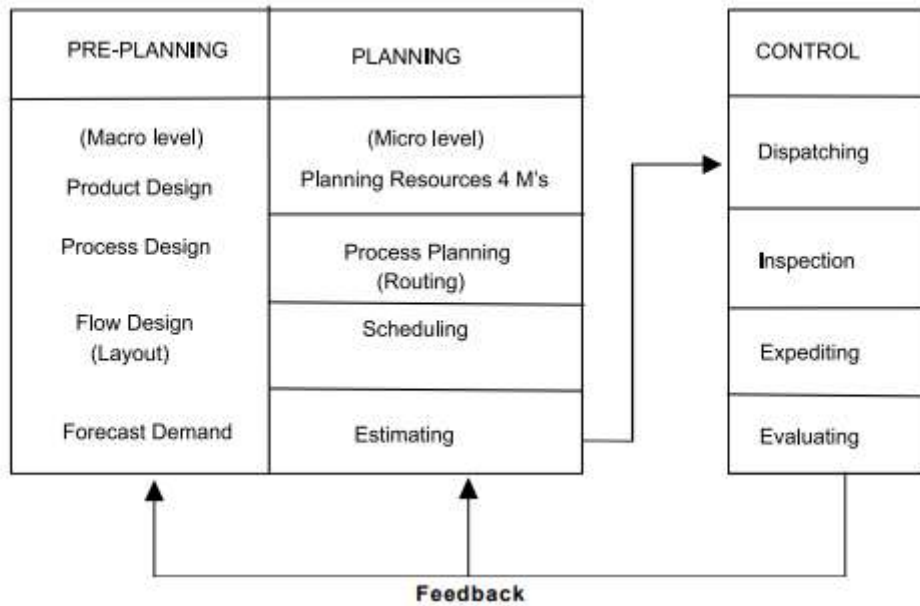 PRE-PLANNING
(Macro level)
Product Design
Process Design
Flow Design
(Layout)
Forecast Demand
PLANNING
(Micro level)
Planning Resources 4 M's
Process Planning
(Routing)
Scheduling
Estimating
CONTROL
Dispatching
Inspection
Expediting
Evaluating
Feedback